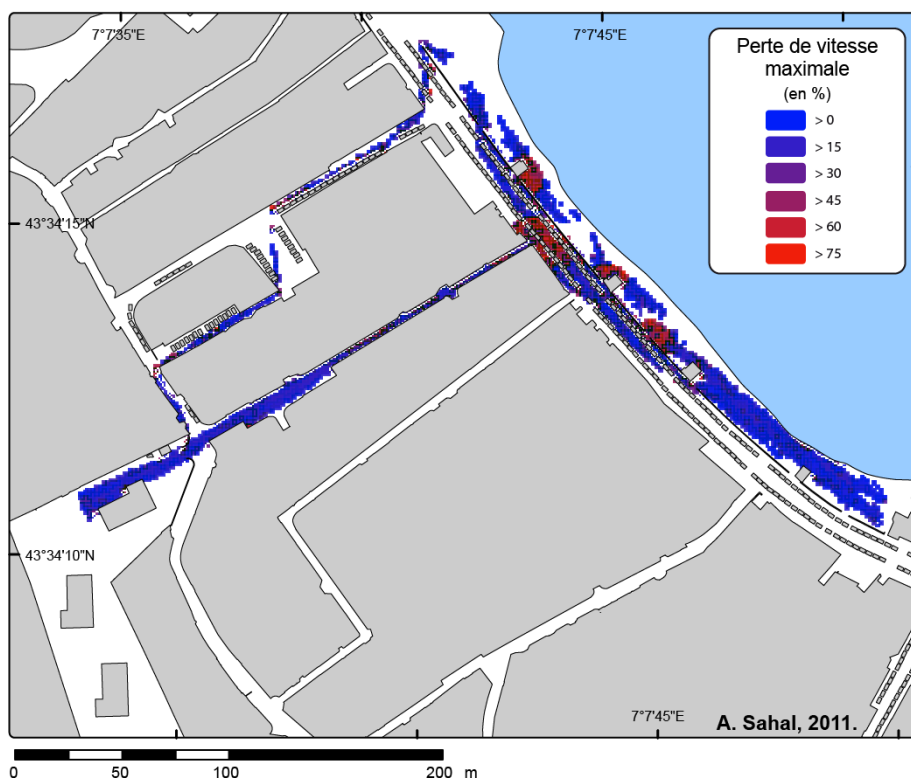 7°7'35"E
7°7'45"E
Perte de vitesse
maximale
(en %)
> 0
> 15
> 30
> 45
> 60
> 75
43°34'15"N
43°34'10"N
7°7'45"E
A. Sahal, 2011.
0 50 100 200 m